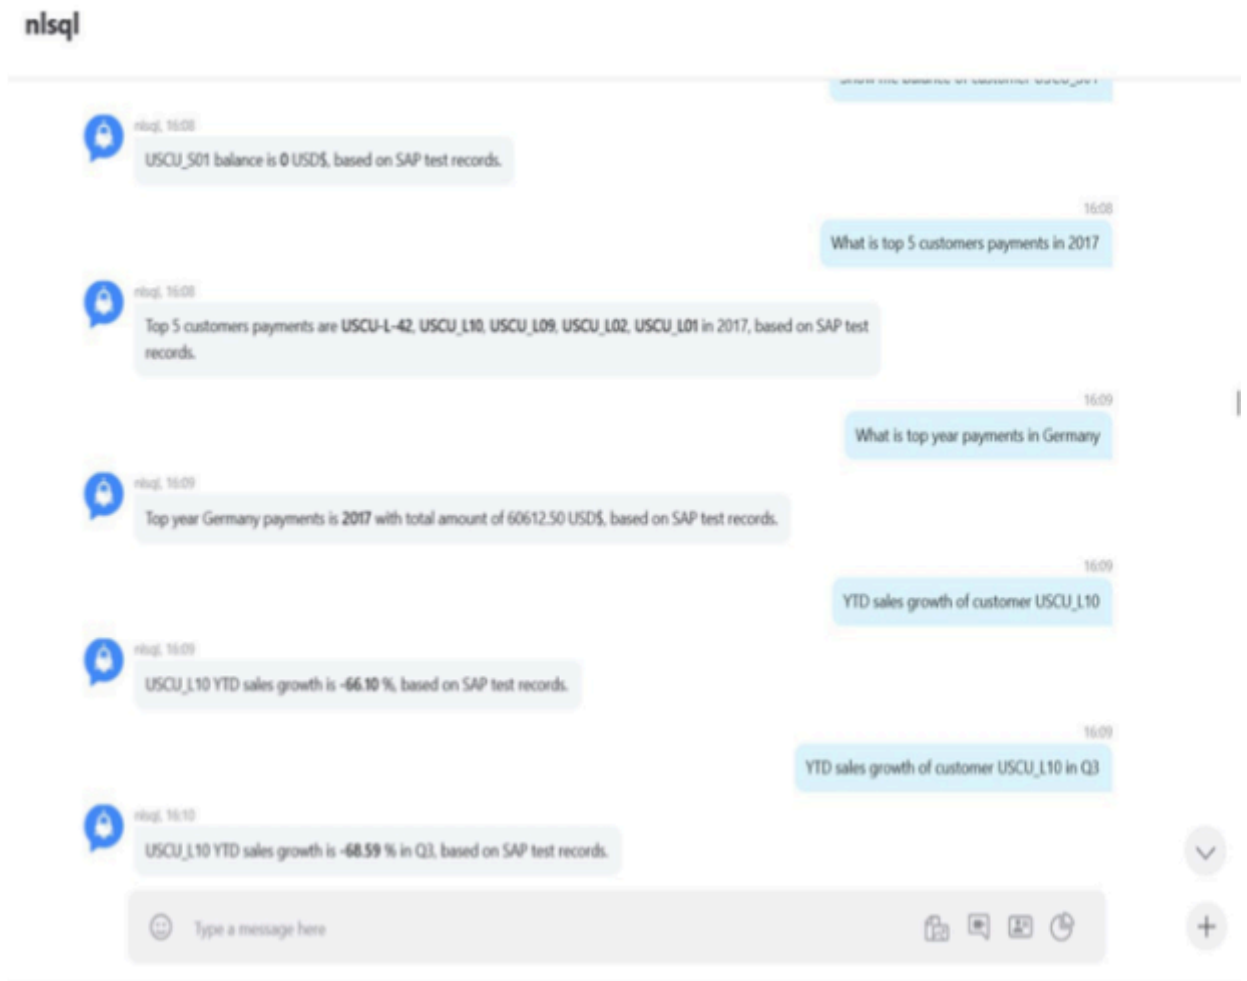 nlsql
Show me balance of customer USCU_S01
nlsql, 16:08
USCU_S01 balance is 0 USD$, based on SAP test records.
16:08
What is top 5 customers payments in 2017
nlsql, 16:08
Top 5 customers payments are USCU-L-42, USCU_L10, USCU_L09, USCU_L02, USCU_L01 in 2017, based on SAP test
records.
16:09
What is top year payments in Germany
nlsql, 16:09
Top year Germany payments is 2017 with total amount of 60612.50 USD$, based on SAP test records.
16:09
YTD sales growth of customer USCU_L10
nlsql, 16:09
USCU_L10 YTD sales growth is -66.10 %, based on SAP test records.
16:09
YTD sales growth of customer USCU_L10 in Q3
nlsql, 16:10
USCU_L10 YTD sales growth is -68.59 % in Q3, based on SAP test records.
Type a message here